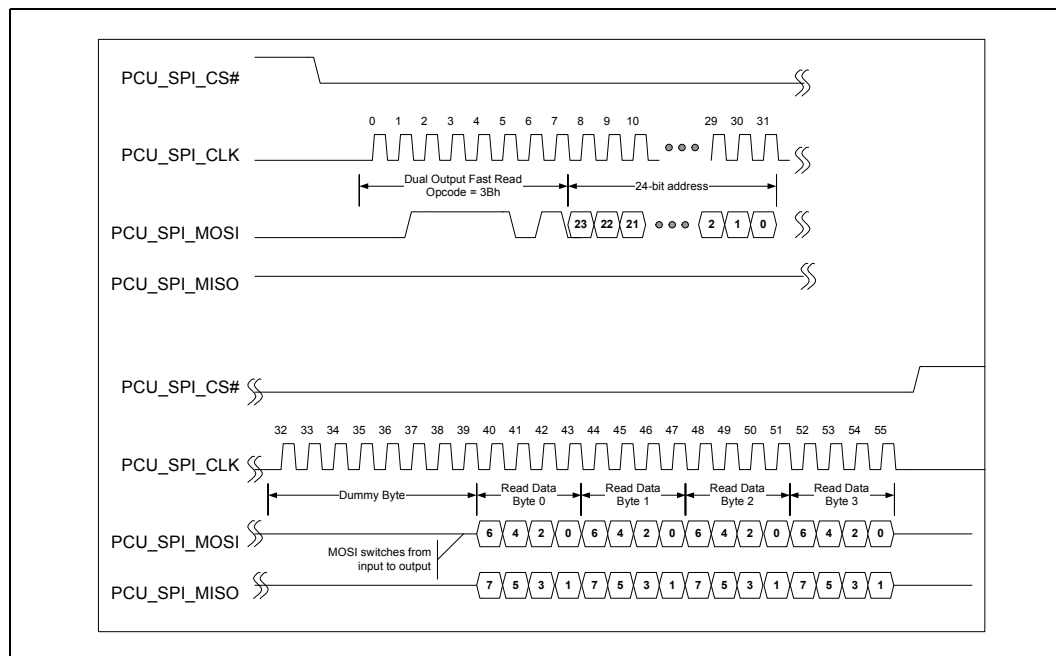 PCU_SPI_CS#
0 1 2 3 4 5 6 7 8 9 10 29 30 31
PCU_SPI_CLK
Dual Output Fast Read
Opcode = 3Bh
24-bit address
PCU_SPI_MOSI
23 22 21 2 1 0
PCU_SPI_MISO
PCU_SPI_CS#
32 33 34 35 36 37 38 39 40 41 42 43 44 45 46 47 48 49 50 51 52 53 54 55
PCU_SPI_CLK
Dummy Byte
Read Data
Byte 0
Read Data
Byte 1
Read Data
Byte 2
Read Data
Byte 3
PCU_SPI_MOSI
6 4 2 0 6 4 2 0 6 4 2 0 6 4 2 0
MOSI switches from
input to output
PCU_SPI_MISO
7 5 3 1 7 5 3 1 7 5 3 1 7 5 3 1